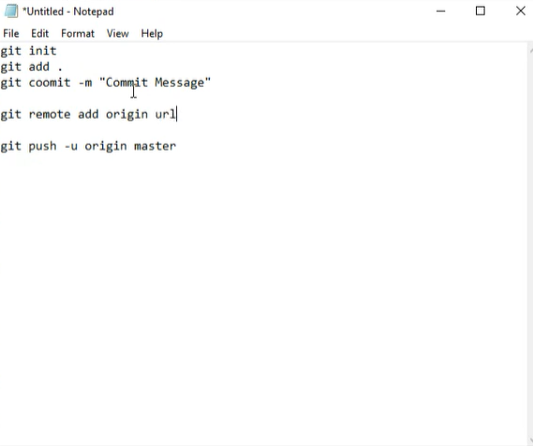 *Untitled - Notepad
File Edit Format View Help
git init
git add .
git coomit -m "Commit Message"
git remote add origin url
git push -u origin master